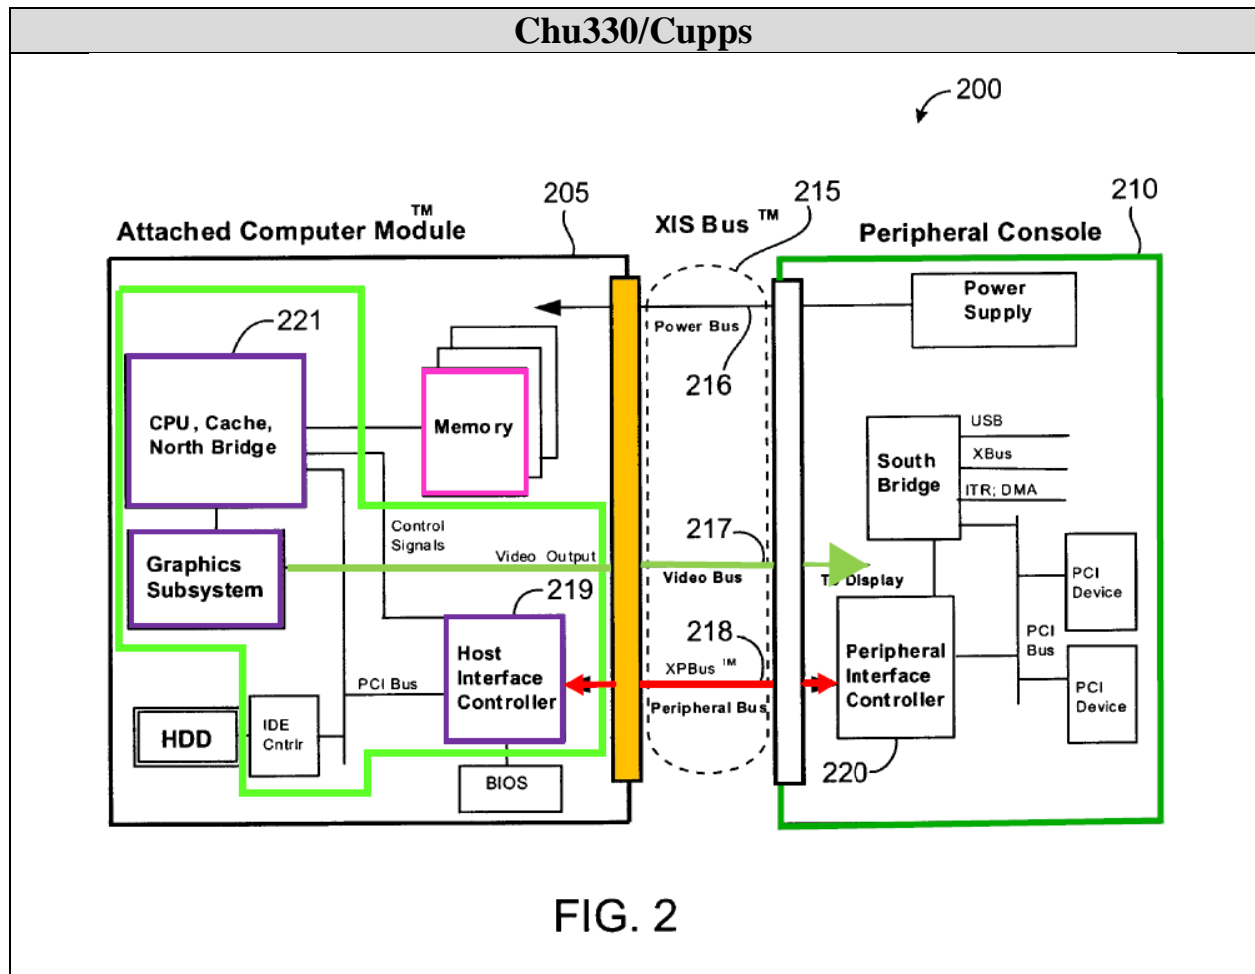 Chu330/Cupps
200
205
215
210
Attached Computer Module ™
XIS Bus ™
Peripheral Console
221
CPU, Cache,
North Bridge
Memory
Power Bus
216
Power
Supply
Graphics
Subsystem
Control
Signals
Video Output
217
Video Bus
To Display
South
Bridge
USB
XBus
ITR; DMA
219
Host
Interface
Controller
218
XPBus ™
Peripheral Bus
Peripheral
Interface
Controller
220
PCI
Bus
PCI
Device
PCI
Device
PCI Bus
HDD
IDE
Cntrlr
BIOS
FIG. 2